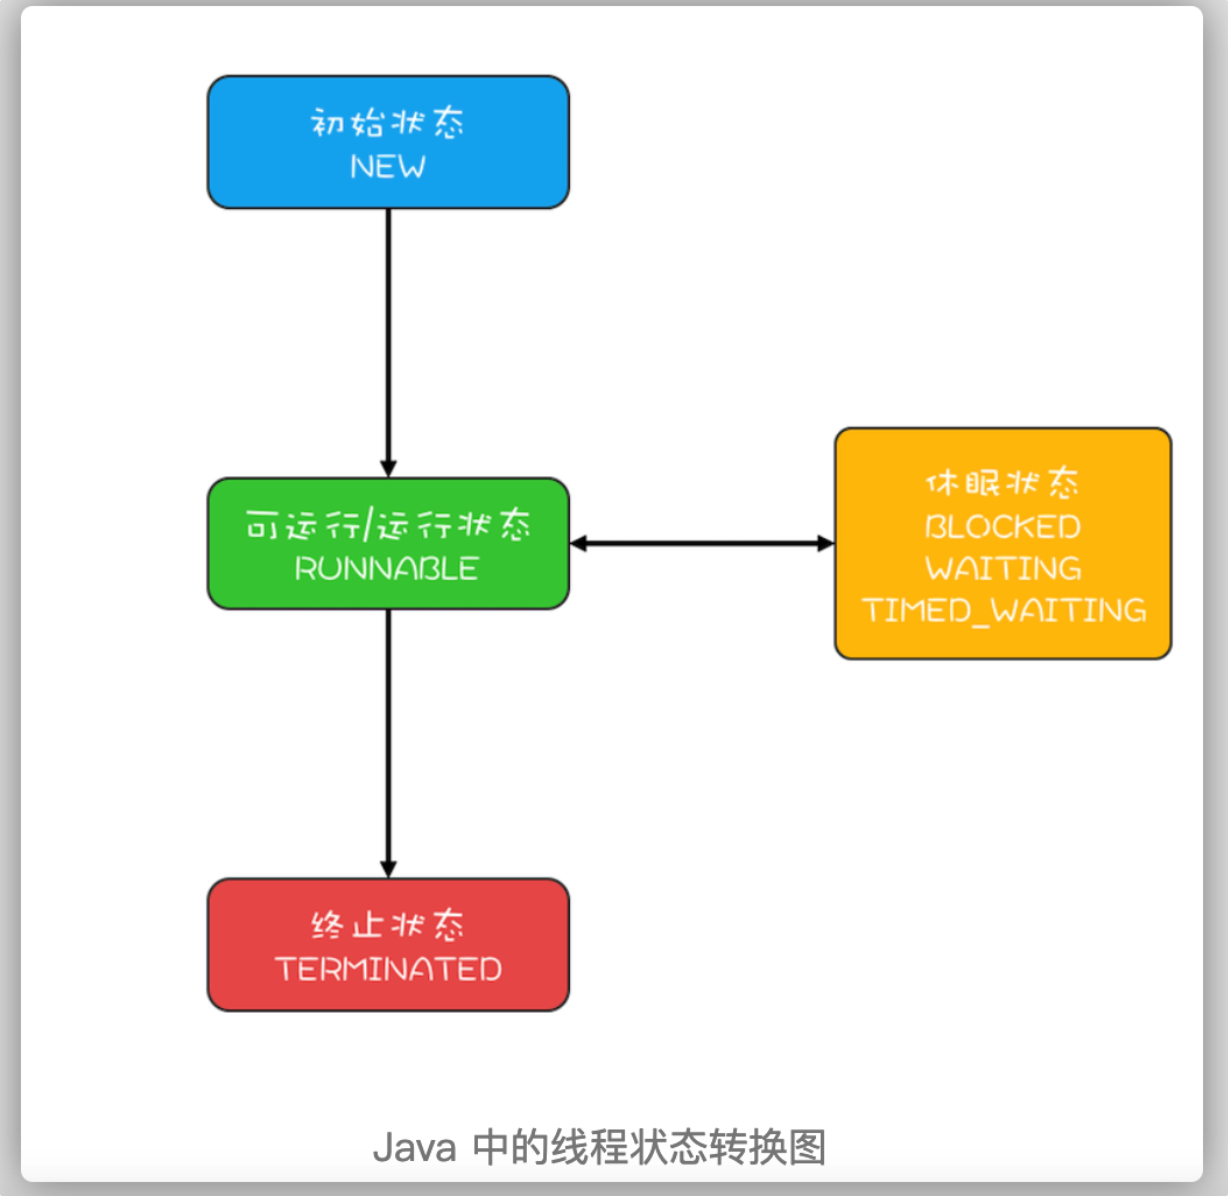 初始状态
NEW
可运行/运行状态
RUNNABLE
休眠状态
BLOCKED
WAITING
TIMED_WAITING
终止状态
TERMINATED
Java 中的线程状态转换图